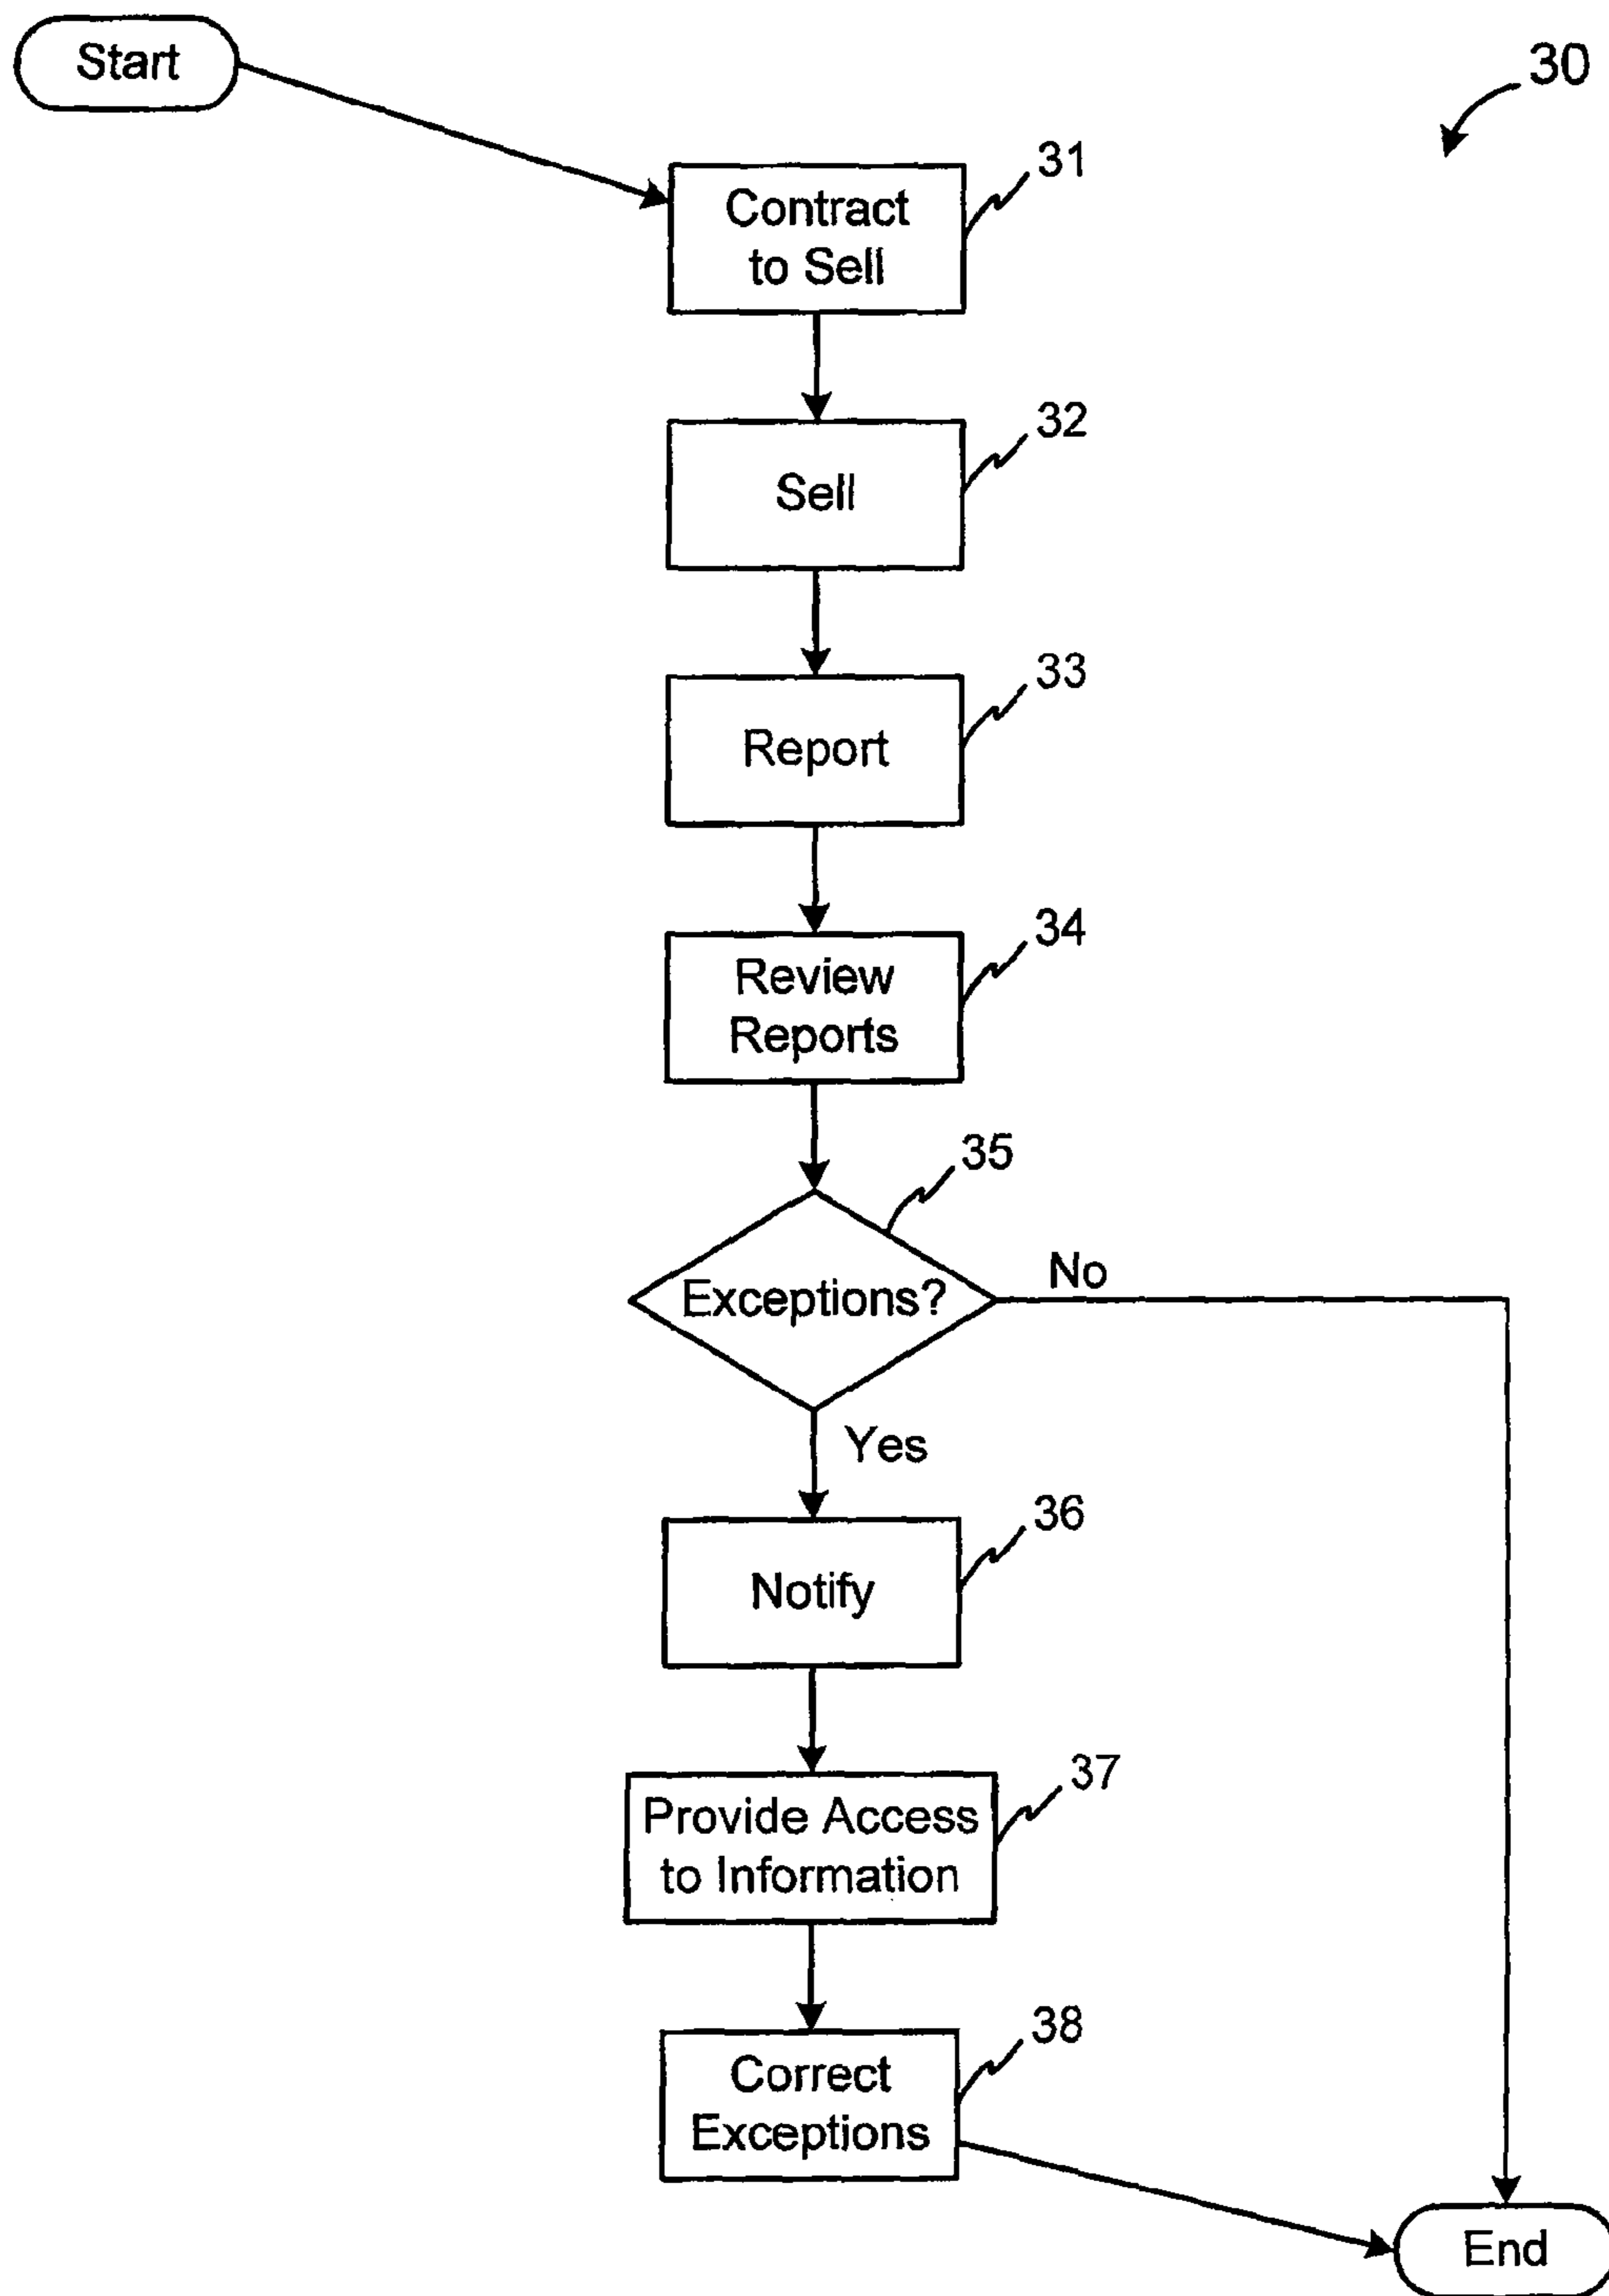 Start
30
31
Contract
to Sell
32
Sell
33
Report
34
Review
Reports
35
Exceptions?
No
Yes
36
Notify
37
Provide Access
to Information
38
Correct
Exceptions
End